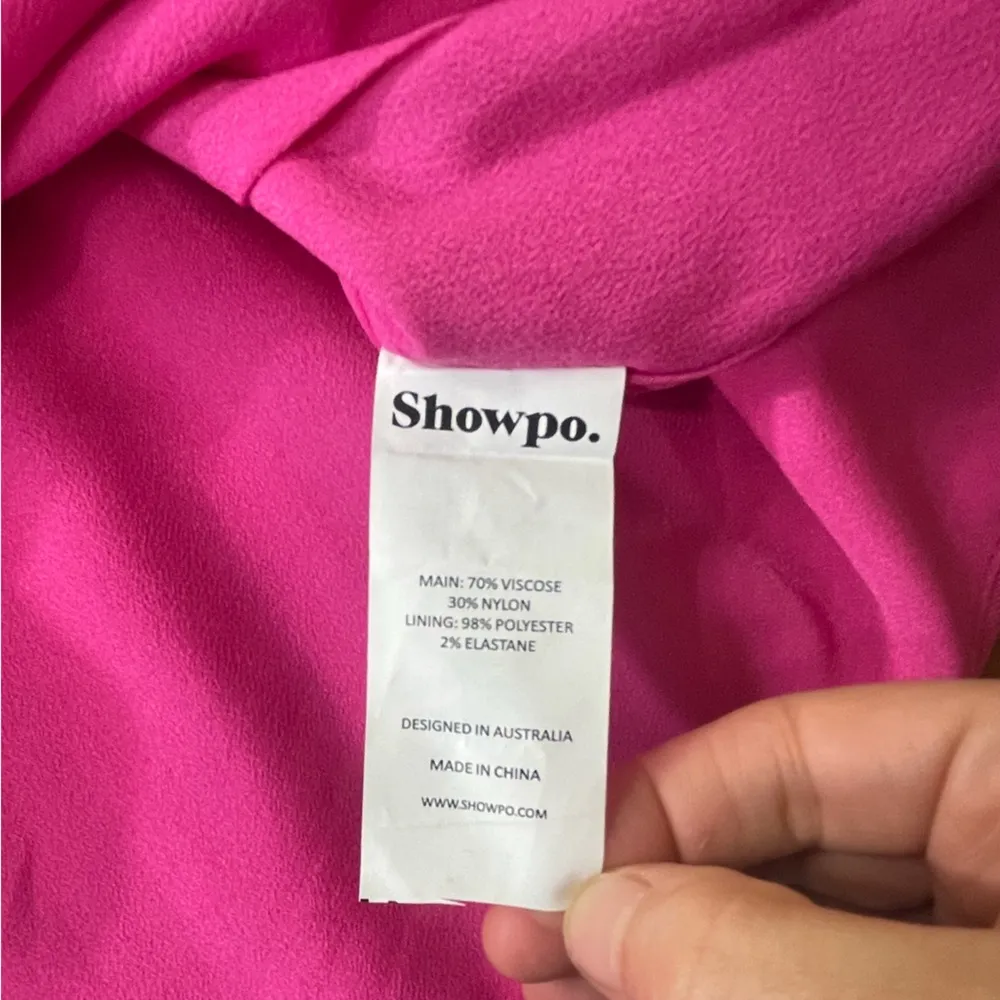 Showpo.
MAIN: 70% VISCOSE
30% NYLON
LINING: 98% POLYESTER
2% ELASTANE
DESIGNED IN AUSTRALIA
MADE IN CHINA
WWW.SHOWPO.COM